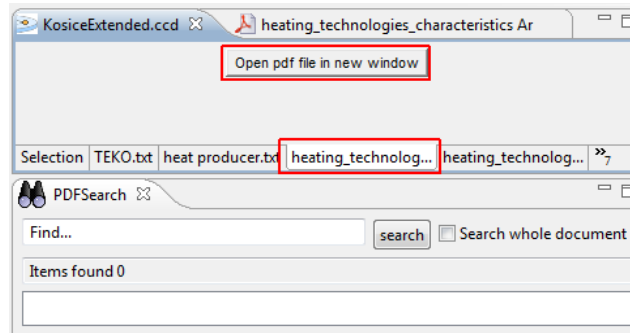 KosiceExtended.ccd heating_technologies_characteristics Ar
Open pdf file in new window
Selection TEKO.txt heat producer.txt heating_technolog... heating_technolog... »7
PDFSearch
Find... search Search whole document
Items found 0